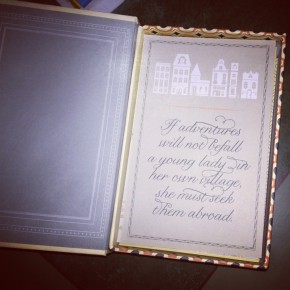 If adventures
will not befall
a young lady in
her own village,
she must seek
them abroad.